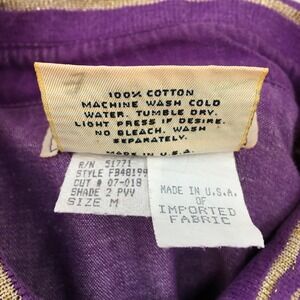 100% COTTON
MACHINE WASH COLD
WATER. TUMBLE DRY.
LIGHT PRESS IF DESIRE.
NO BLEACH. WASH
SEPARATELY.
MADE IN U.S.A.
R/N 51771
STYLE FB48199
CUT # 07-018
SHADE 2 PVV
SIZE M
MADE IN U.S.A.
OF
IMPORTED
FABRIC